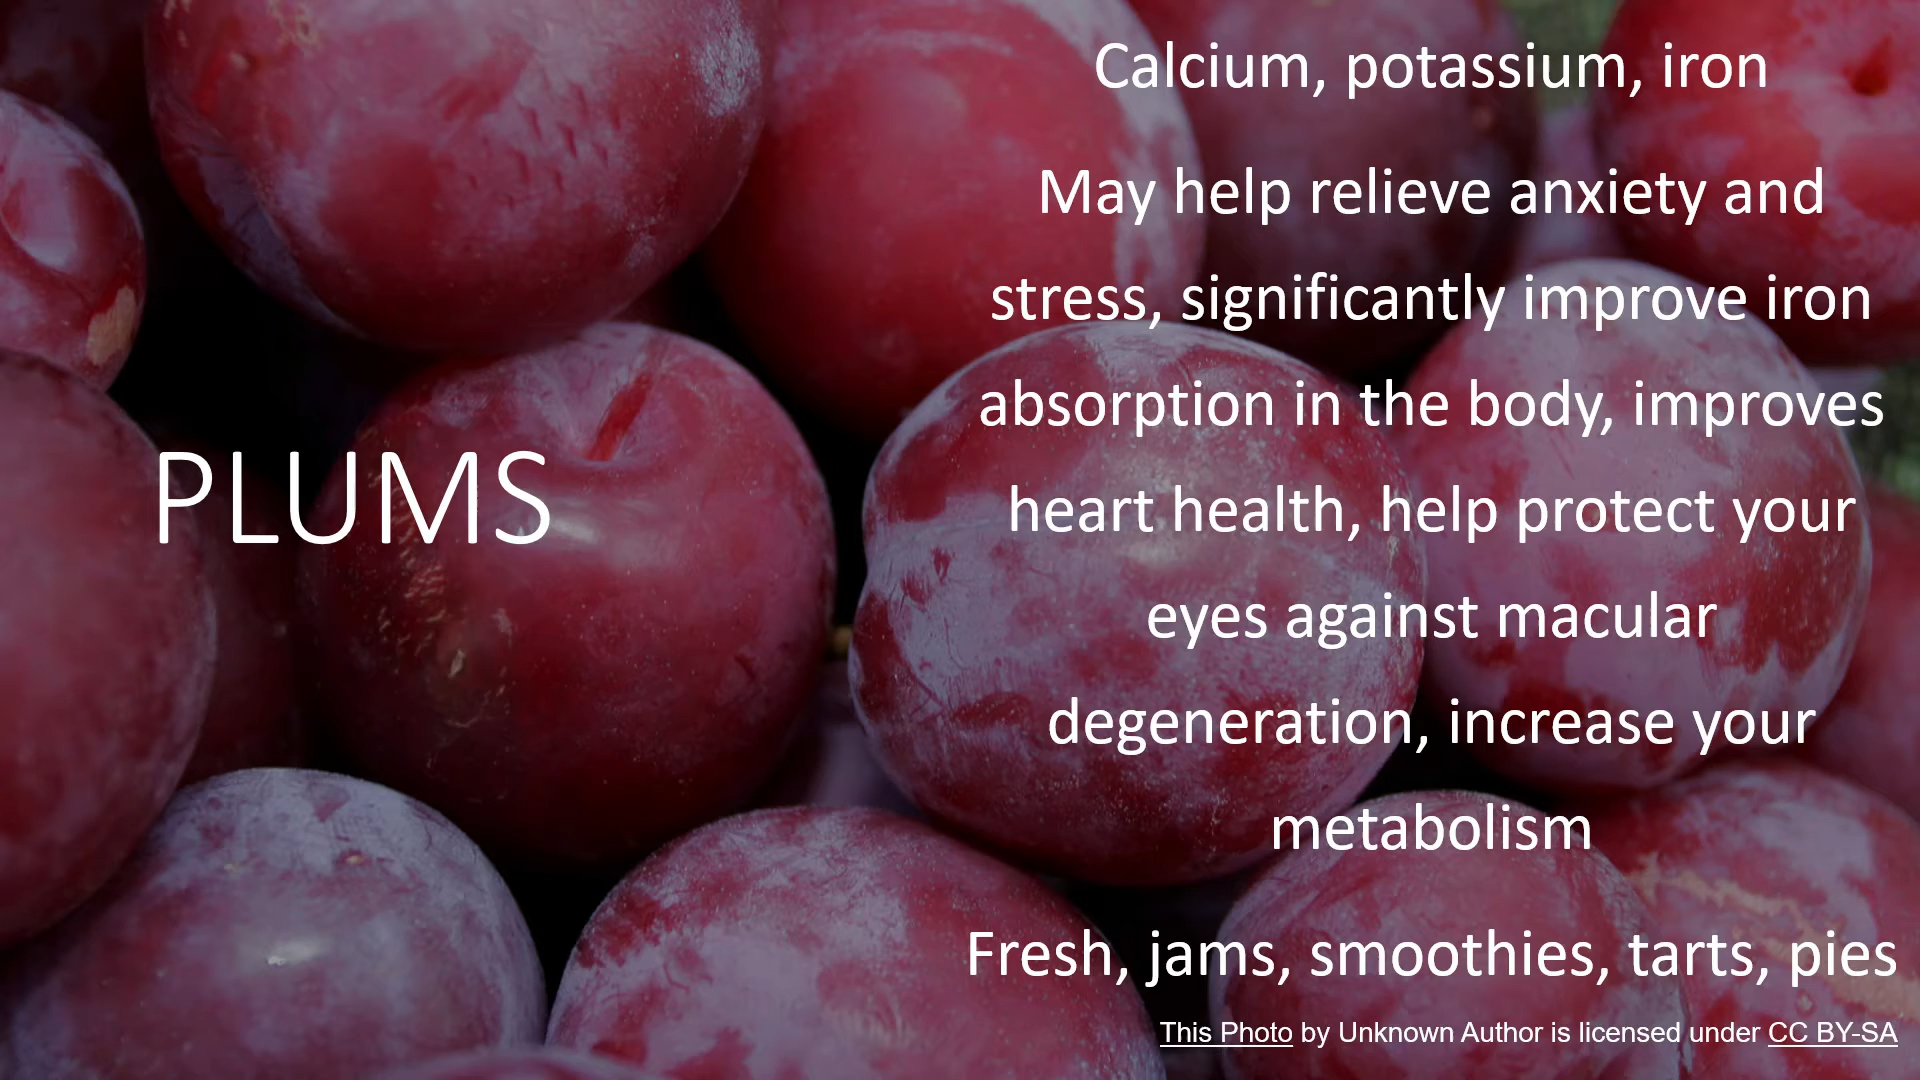 PLUMS
Calcium, potassium, iron
May help relieve anxiety and
stress, significantly improve iron
absorption in the body, improves
heart health, help protect your
eyes against macular
degeneration, increase your
metabolism
Fresh, jams, smoothies, tarts, pies
This Photo by Unknown Author is licensed under CC BY-SA